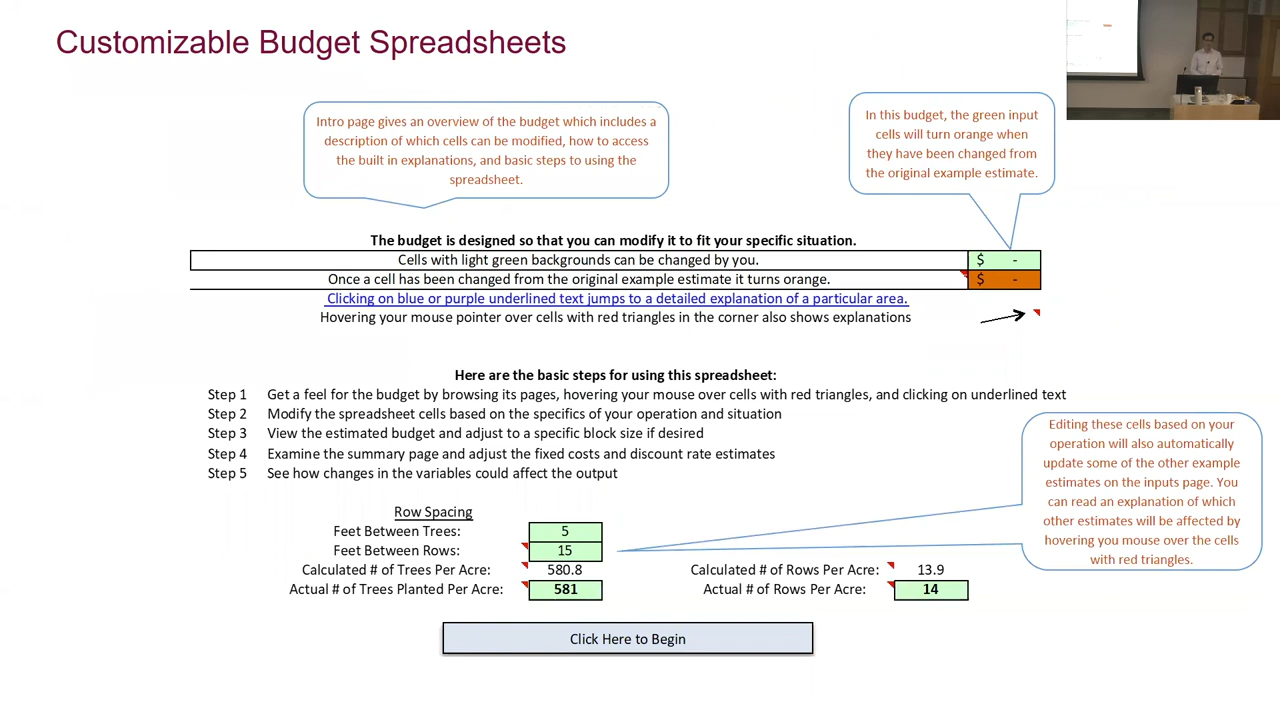 Customizable Budget Spreadsheets
Intro page gives an overview of the budget which includes a
description of which cells can be modified, how to access
the built in explanations, and basic steps to using the
spreadsheet.
In this budget, the green input
cells will turn orange when
they have been changed from
the original example estimate.
The budget is designed so that you can modify it to fit your specific situation.
Cells with light green backgrounds can be changed by you. $ -
Once a cell has been changed from the original example estimate it turns orange. $ -
Clicking on blue or purple underlined text jumps to a detailed explanation of a particular area.
Hovering your mouse pointer over cells with red triangles in the corner also shows explanations
Here are the basic steps for using this spreadsheet:
Step 1 Get a feel for the budget by browsing its pages, hovering your mouse over cells with red triangles, and clicking on underlined text
Step 2 Modify the spreadsheet cells based on the specifics of your operation and situation
Step 3 View the estimated budget and adjust to a specific block size if desired
Step 4 Examine the summary page and adjust the fixed costs and discount rate estimates
Step 5 See how changes in the variables could affect the output
Editing these cells based on your
operation will also automatically
update some of the other example
estimates on the inputs page. You
can read an explanation of which
other estimates will be affected by
hovering you mouse over the cells
with red triangles.
Row Spacing
Feet Between Trees: 5
Feet Between Rows: 15
Calculated # of Trees Per Acre: 580.8 Calculated # of Rows Per Acre: 13.9
Actual # of Trees Planted Per Acre: 581 Actual # of Rows Per Acre: 14
Click Here to Begin